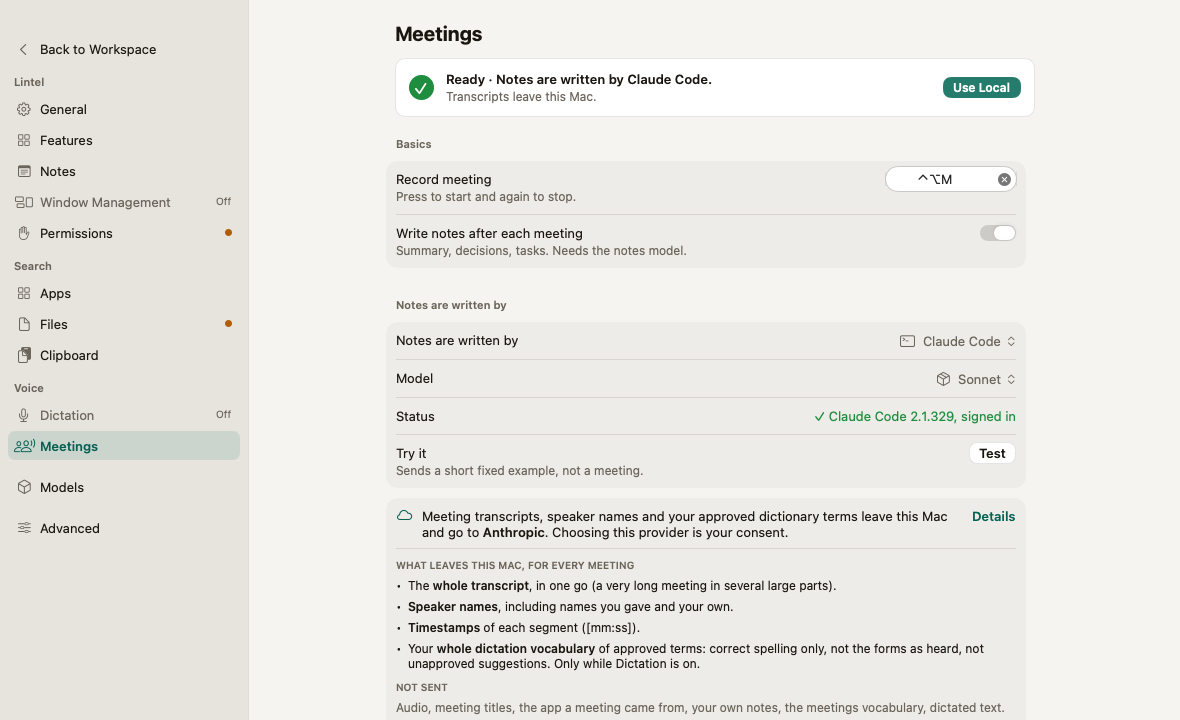 Back to Workspace
Lintel
General
Features
Notes
Window Management Off
Permissions
Search
Apps
Files
Clipboard
Voice
Dictation Off
Meetings
Models
Advanced
Meetings
Ready · Notes are written by Claude Code.
Transcripts leave this Mac.
Use Local
Basics
Record meeting
Press to start and again to stop.
⌃⌥M
Write notes after each meeting
Summary, decisions, tasks. Needs the notes model.
Notes are written by
Notes are written by Claude Code
Model Sonnet
Status ✓ Claude Code 2.1.329, signed in
Try it
Sends a short fixed example, not a meeting.
Test
Meeting transcripts, speaker names and your approved dictionary terms leave this Mac
and go to Anthropic. Choosing this provider is your consent.
Details
WHAT LEAVES THIS MAC, FOR EVERY MEETING
• The whole transcript, in one go (a very long meeting in several large parts).
• Speaker names, including names you gave and your own.
• Timestamps of each segment ([mm:ss]).
• Your whole dictation vocabulary of approved terms: correct spelling only, not the forms as heard, not
unapproved suggestions. Only while Dictation is on.
NOT SENT
Audio, meeting titles, the app a meeting came from, your own notes, the meetings vocabulary, dictated text.